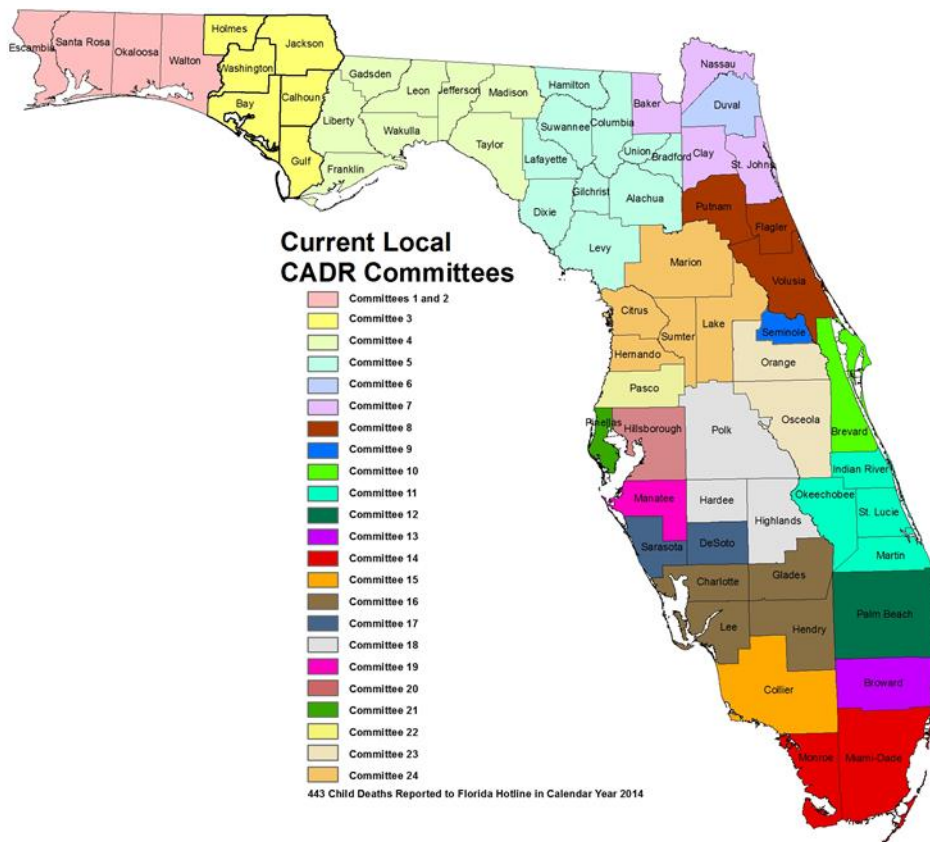 Escambia
Santa Rosa
Okaloosa
Walton
Holmes
Jackson
Washington
Bay
Calhoun
Gulf
Gadsden
Liberty
Franklin
Leon
Wakulla
Jefferson
Madison
Taylor
Hamilton
Suwannee
Columbia
Lafayette
Dixie
Gilchrist
Union
Bradford
Alachua
Levy
Baker
Nassau
Duval
Clay
St. Johns
Putnam
Flagler
Volusia
Marion
Citrus
Sumter
Lake
Hernando
Pasco
Seminole
Orange
Osceola
Brevard
Pinellas
Hillsborough
Polk
Indian River
Okeechobee
St. Lucie
Martin
Manatee
Hardee
Highlands
Sarasota
DeSoto
Charlotte
Glades
Lee
Hendry
Palm Beach
Collier
Broward
Monroe
Miami-Dade
Current Local
CADR Committees
Committees 1 and 2
Committee 3
Committee 4
Committee 5
Committee 6
Committee 7
Committee 8
Committee 9
Committee 10
Committee 11
Committee 12
Committee 13
Committee 14
Committee 15
Committee 16
Committee 17
Committee 18
Committee 19
Committee 20
Committee 21
Committee 22
Committee 23
Committee 24
443 Child Deaths Reported to Florida Hotline in Calendar Year 2014